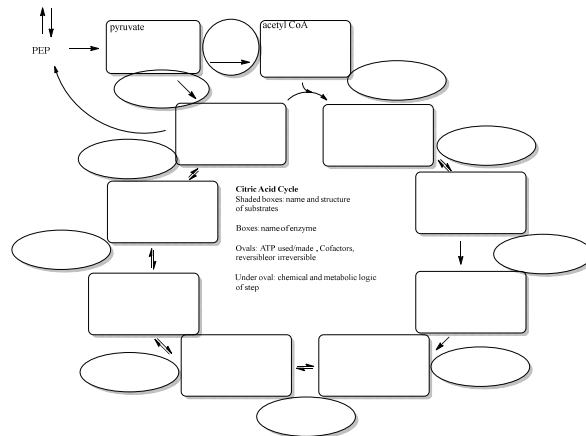 pyruvate
acetyl CoA
PEP
Citric Acid Cycle
Shaded boxes: name and structure
of substrates
Boxes: name of enzyme
Ovals: ATP used/made , Cofactors,
reversibleor irreversible
Under oval: chemical and metabolic logic
of step